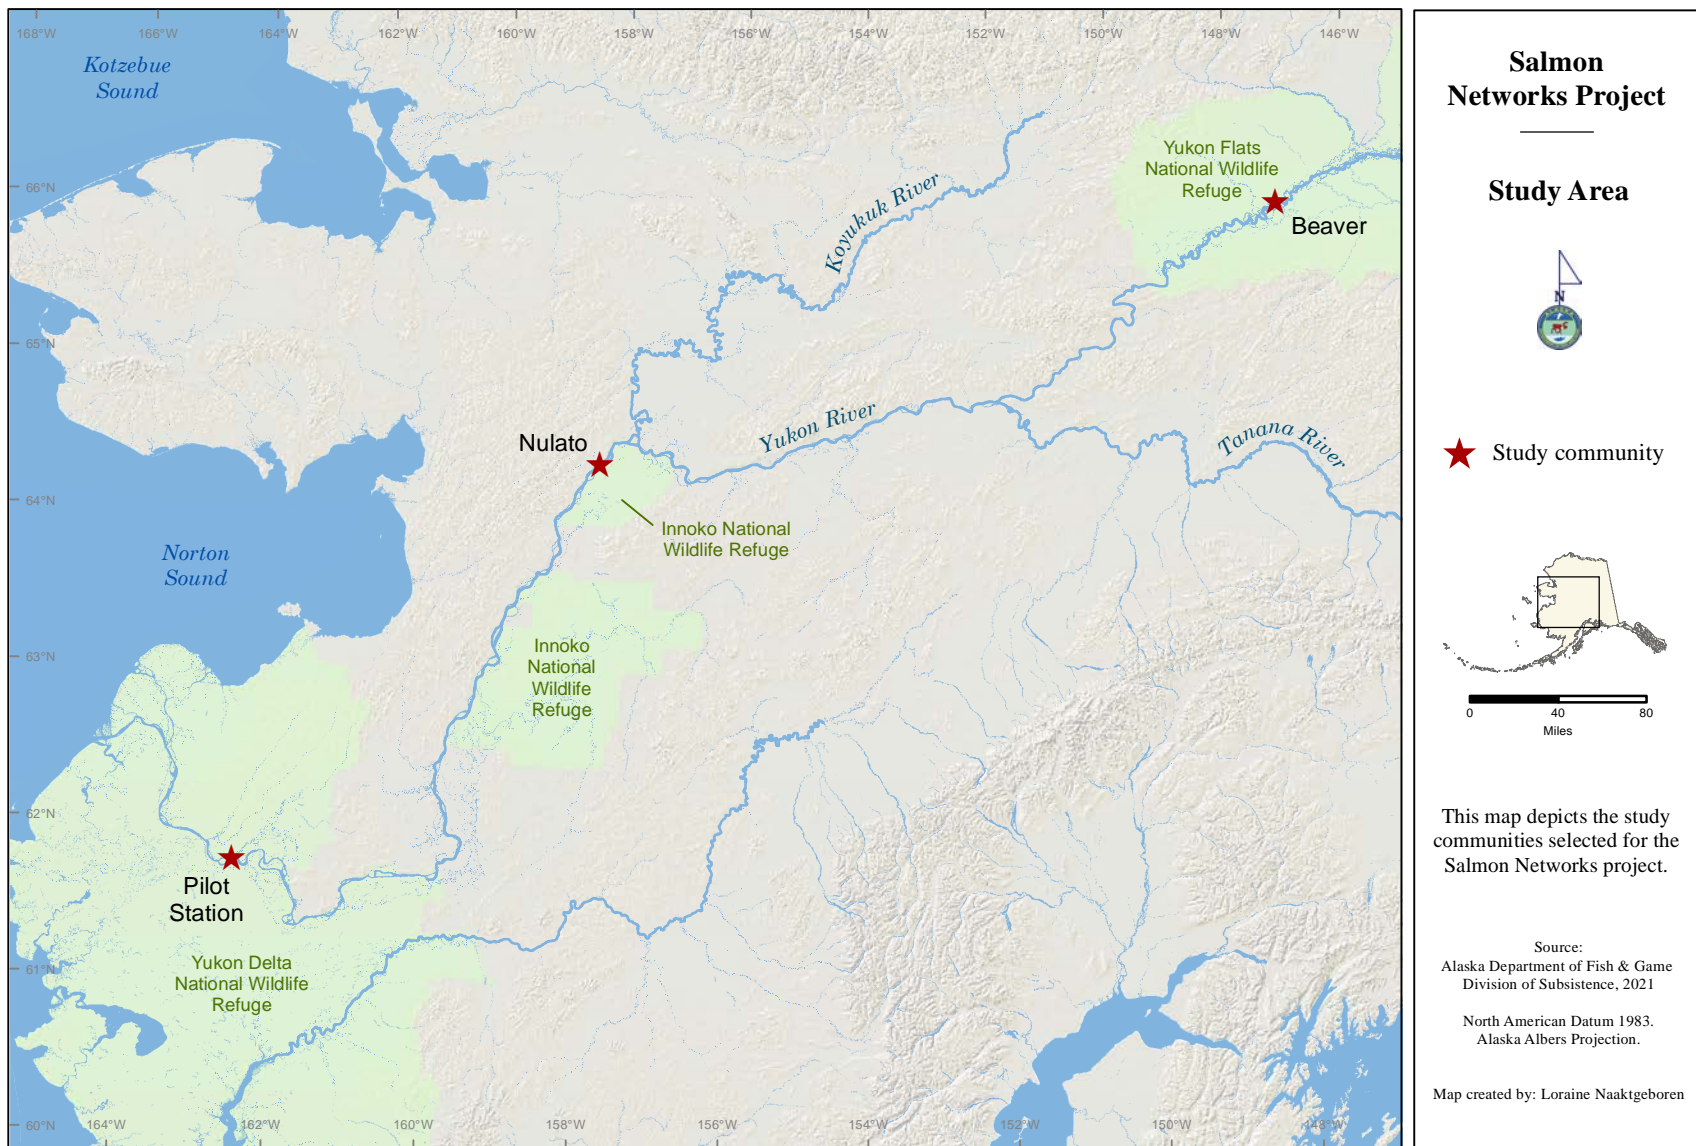 168°W
166°W
164°W
162°W
160°W
158°W
156°W
154°W
152°W
150°W
148°W
146°W
Kotzebue
Sound
Yukon Flats
National Wildlife
Refuge
66°N
Koyukuk River
Beaver
65°N
Nulato
Yukon River
Tanana River
64°N
Innoko National
Wildlife Refuge
Norton
Sound
Innoko
National
Wildlife
Refuge
63°N
62°N
Pilot
Station
Yukon Delta
National Wildlife
Refuge
61°N
60°N
164°W
162°W
160°W
158°W
156°W
154°W
152°W
150°W
148°W
Salmon
Networks Project
Study Area
N
Study community
0 40 80
Miles
This map depicts the study
communities selected for the
Salmon Networks project.
Source:
Alaska Department of Fish & Game
Division of Subsistence, 2021
North American Datum 1983.
Alaska Albers Projection.
Map created by: Loraine Naaktgeboren